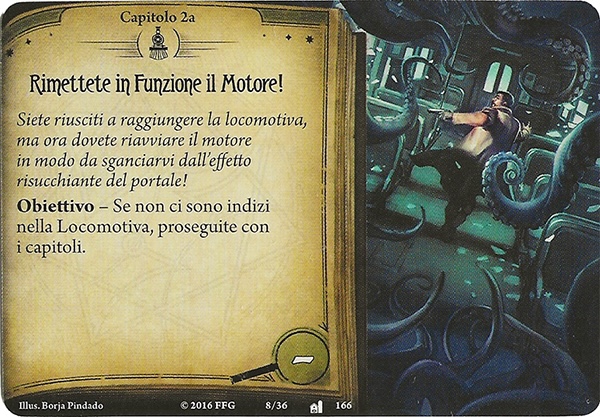 Capitolo 2a
Rimettete in Funzione il Motore!
Siete riusciti a raggiungere la locomotiva,
ma ora dovete riavviare il motore
in modo da sganciarvi dall'effetto
risucchiante del portale!
Obiettivo – Se non ci sono indizi
nella Locomotiva, proseguite con
i capitoli.
–
Illus. Borja Pindado © 2016 FFG 8/36 166